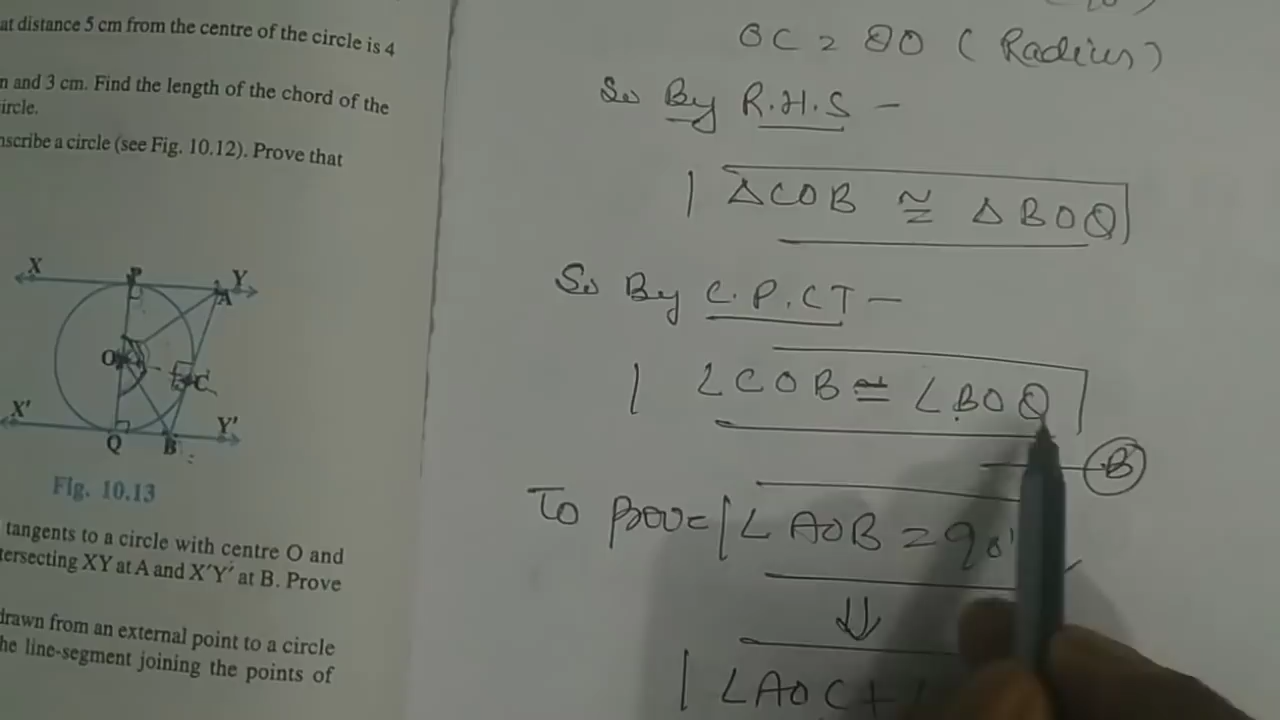 at distance 5 cm from the centre of the circle is 4
and 3 cm. Find the length of the chord of the
ircle.
scribe a circle (see Fig. 10.12). Prove that
X P Y
A
O C
X' Y'
Q B
Fig. 10.13
tangents to a circle with centre O and
tersecting XY at A and X'Y' at B. Prove
drawn from an external point to a circle
he line-segment joining the points of
OC = OO (Radius)
So By R.H.S –
ΔCOB ≅ ΔBOQ
So By C.P.CT –
∠COB ≅ ∠BOQ
B
To prove ∠AOB = 90°
⇓
∠AOC +